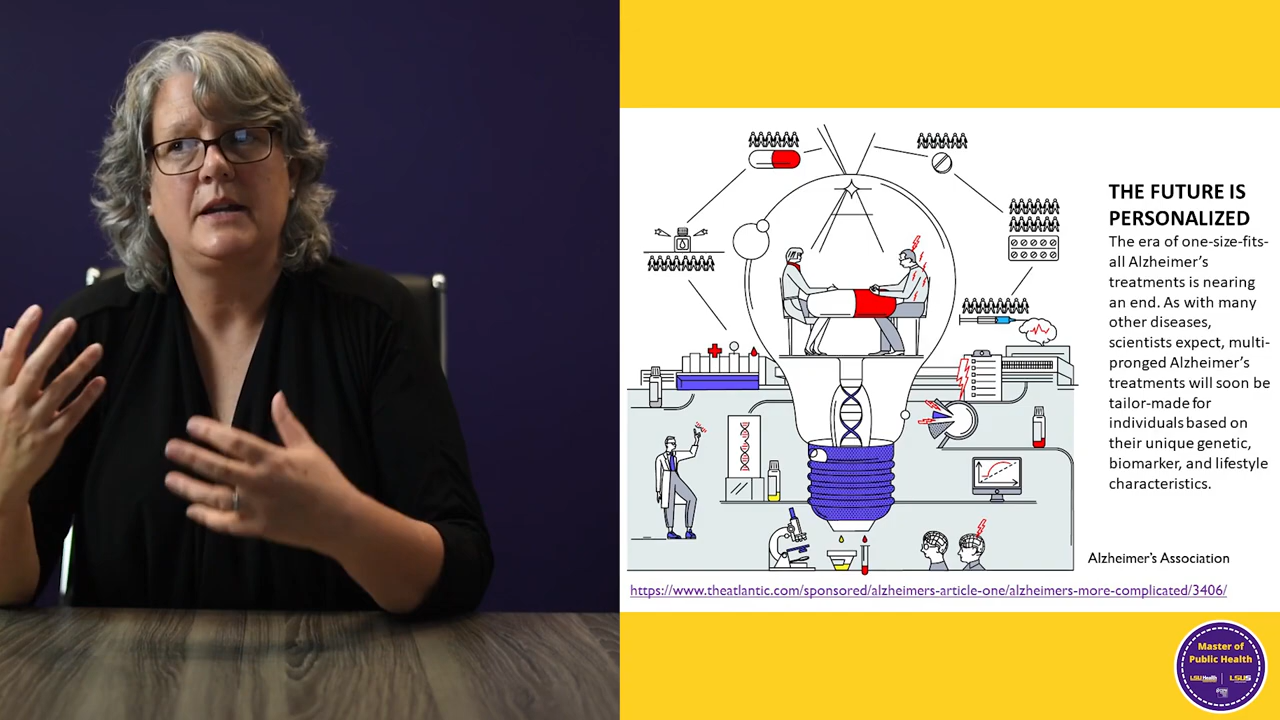 THE FUTURE IS
PERSONALIZED
The era of one-size-fits-
all Alzheimer’s
treatments is nearing
an end. As with many
other diseases,
scientists expect, multi-
pronged Alzheimer’s
treatments will soon be
tailor-made for
individuals based on
their unique genetic,
biomarker, and lifestyle
characteristics.
Alzheimer’s Association
https://www.theatlantic.com/sponsored/alzheimers-article-one/alzheimers-more-complicated/3406/
Master of
Public Health
LSU Health LSUS